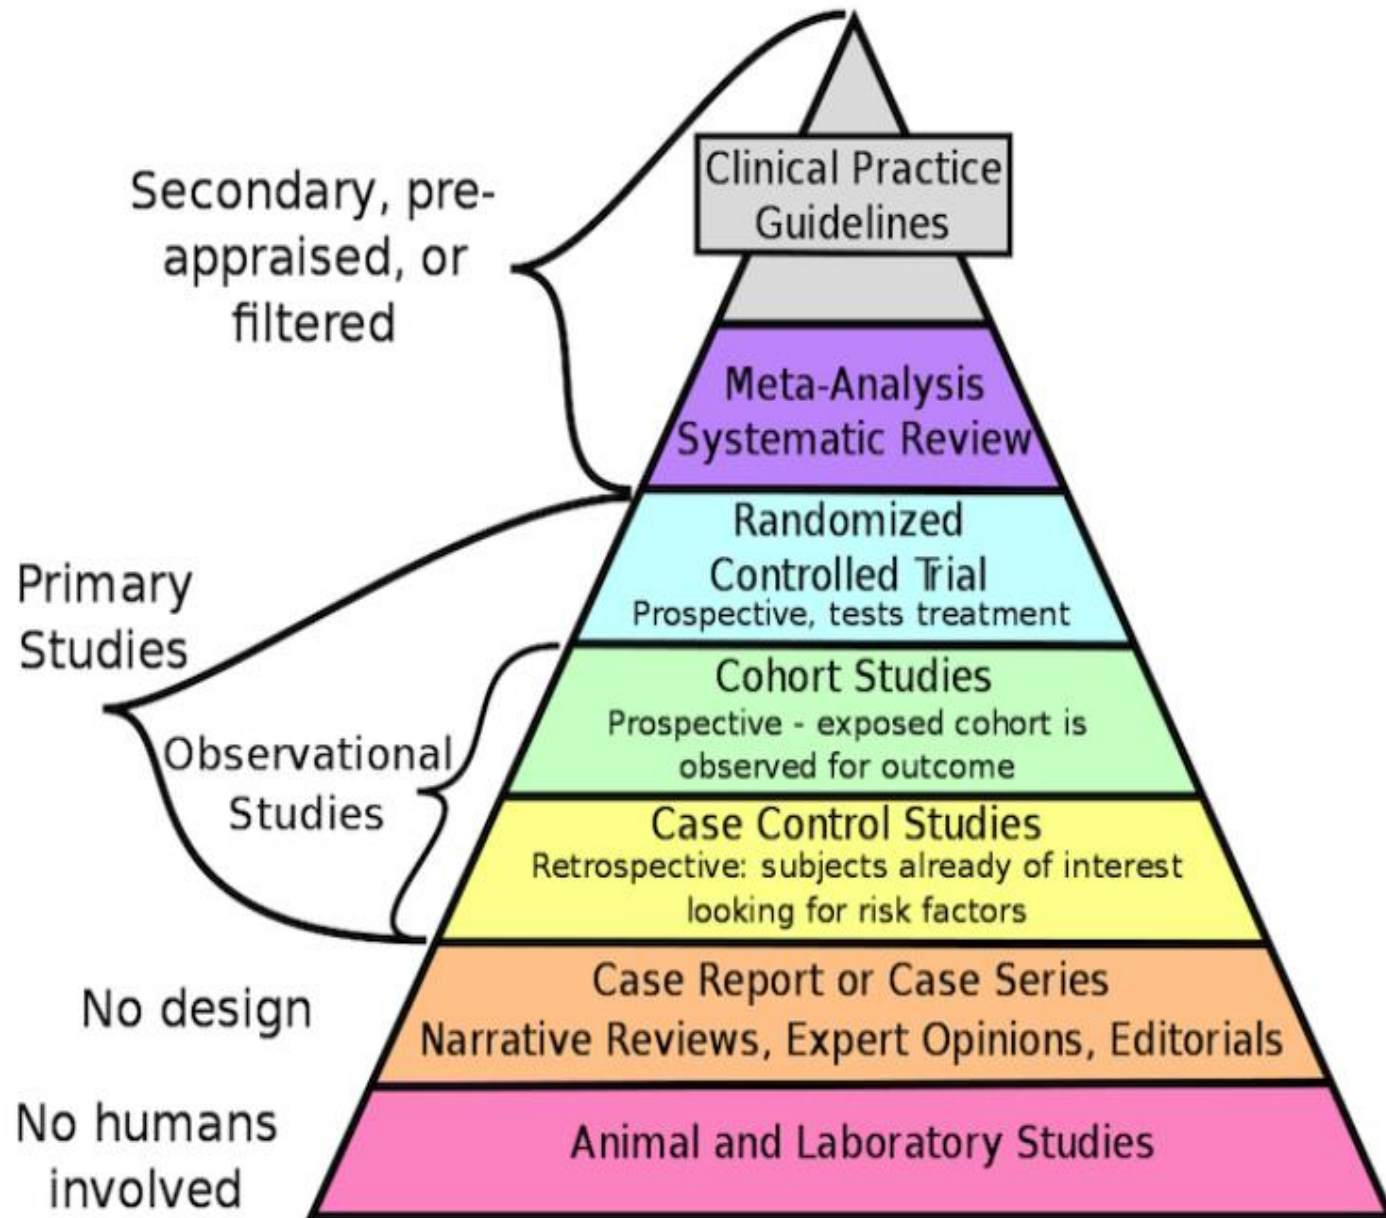 Clinical Practice
Guidelines
Secondary, pre-
appraised, or
filtered
Meta-Analysis
Systematic Review
Randomized
Controlled Trial
Prospective, tests treatment
Primary
Studies
Cohort Studies
Prospective - exposed cohort is
observed for outcome
Observational
Studies
Case Control Studies
Retrospective: subjects already of interest
looking for risk factors
No design
Case Report or Case Series
Narrative Reviews, Expert Opinions, Editorials
No humans
involved
Animal and Laboratory Studies